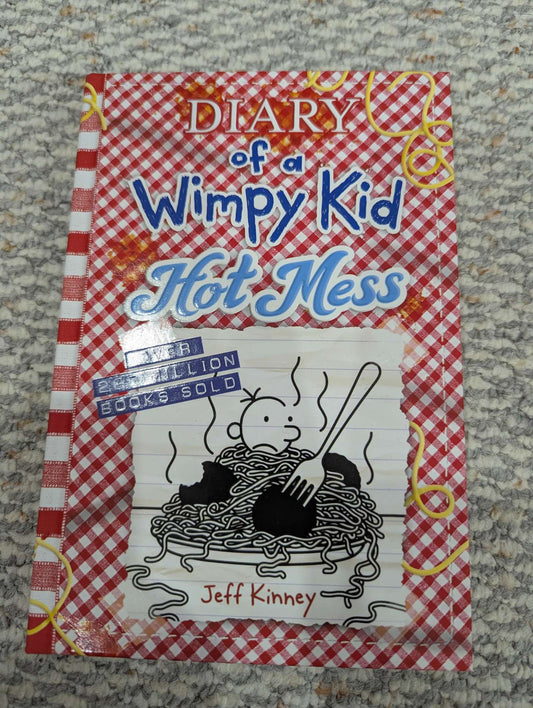 DIARY
of a
Wimpy Kid
Hot Mess
OVER
MILLION
BOOKS SOLD
Jeff Kinney